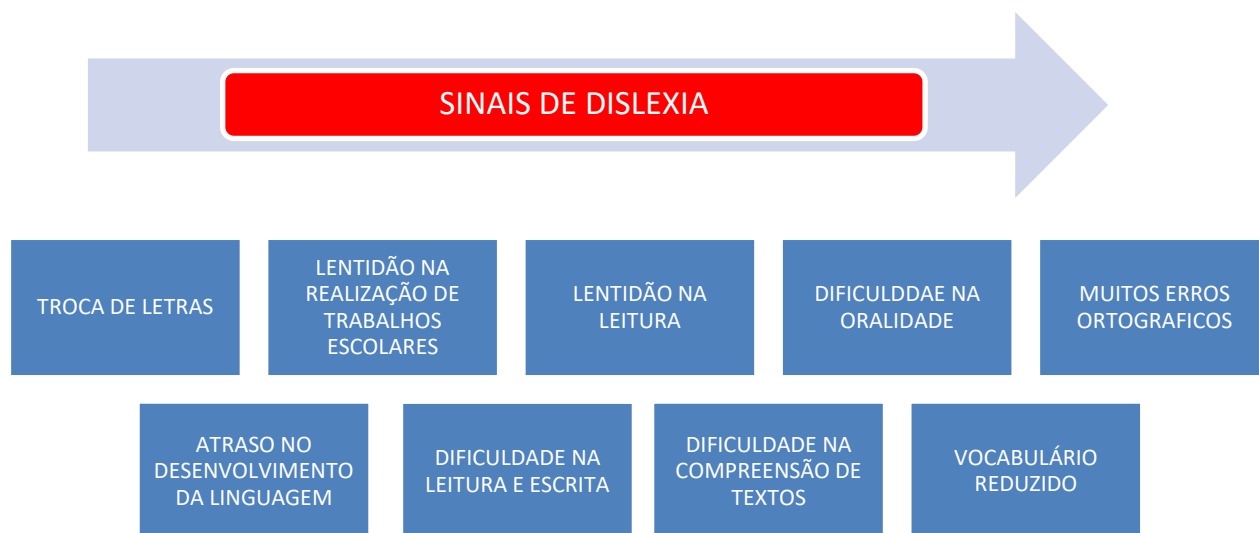 SINAIS DE DISLEXIA
TROCA DE LETRAS
LENTIDÃO NA
REALIZAÇÃO DE
TRABALHOS
ESCOLARES
LENTIDÃO NA
LEITURA
DIFICULDDAE NA
ORALIDADE
MUITOS ERROS
ORTOGRAFICOS
ATRASO NO
DESENVOLVIMENTO
DA LINGUAGEM
DIFICULDADE NA
LEITURA E ESCRITA
DIFICULDADE NA
COMPREENSÃO DE
TEXTOS
VOCABULÁRIO
REDUZIDO